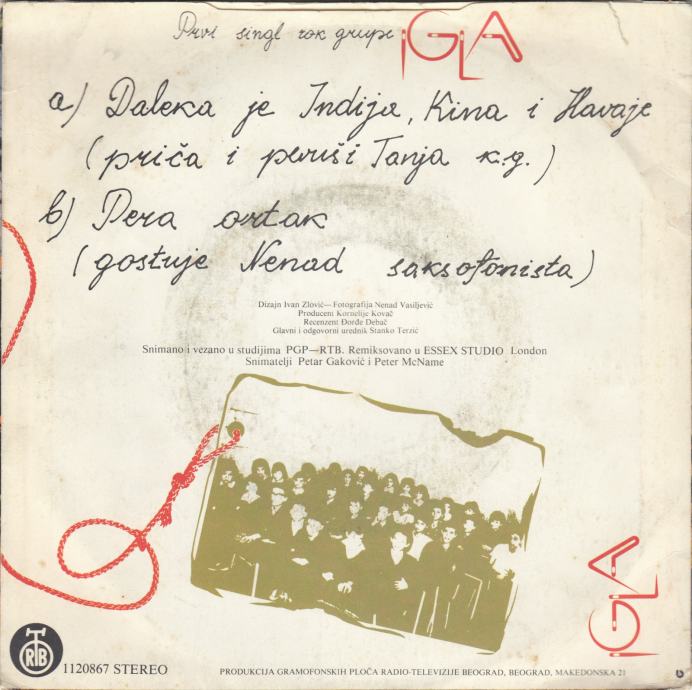 Prvi singl rok grupe IGLA
a) Daleka je Indija, Kina i Havaje
(priča i pevuši Tanja k.g.)
b) Pera ortak
(gostuje Nenad saksofonista)
Dizajn Ivan Zlović—Fotografija Nenad Vasiljević
Producent Kornelije Kovač
Recenzent Đorđe Debač
Glavni i odgovorni urednik Stanko Terzić
Snimano i vezano u studijima PGP—RTB. Remiksovano u ESSEX STUDIO London
Snimatelji Petar Gaković i Peter McName
IGLA
RTB
1120867 STEREO
PRODUKCIJA GRAMOFONSKIH PLOČA RADIO-TELEVIZIJE BEOGRAD, BEOGRAD, MAKEDONSKA 21